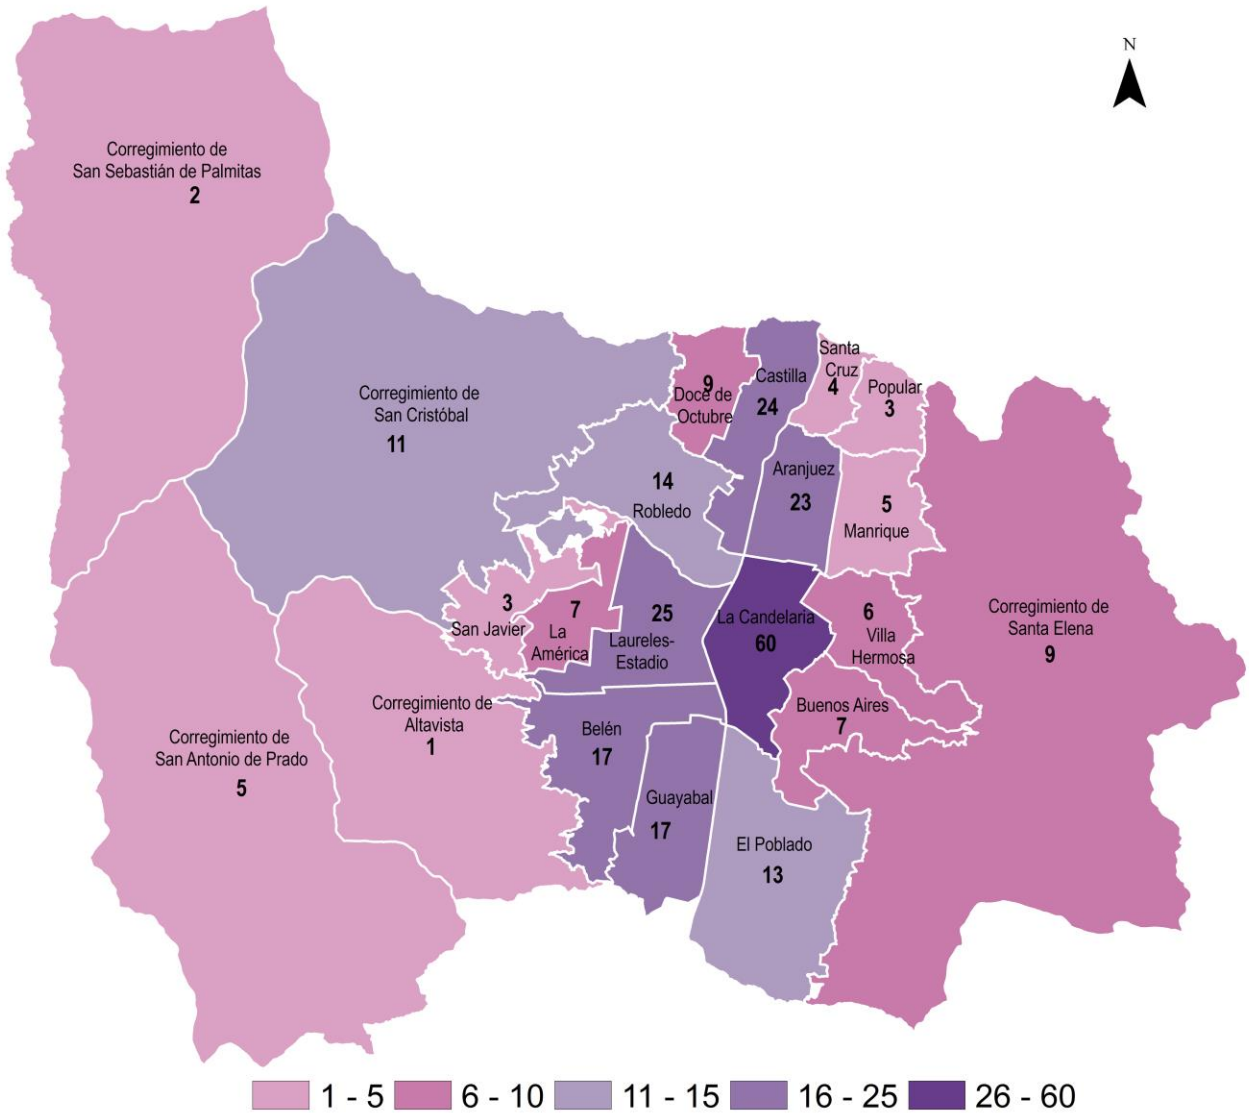 N
Corregimiento de
San Sebastián de Palmitas
2
Corregimiento de
San Cristóbal
11
9
Doce de
Octubre
Castilla
24
Santa
Cruz
4
Popular
3
14
Robledo
Aranjuez
23
5
Manrique
3
San Javier
7
La
América
25
Laureles-
Estadio
La Candelaria
60
6
Villa
Hermosa
Corregimiento de
Santa Elena
9
Corregimiento de
Altavista
1
Corregimiento de
San Antonio de Prado
5
Belén
17
Buenos Aires
7
Guayabal
17
El Poblado
13
1 - 5
6 - 10
11 - 15
16 - 25
26 - 60